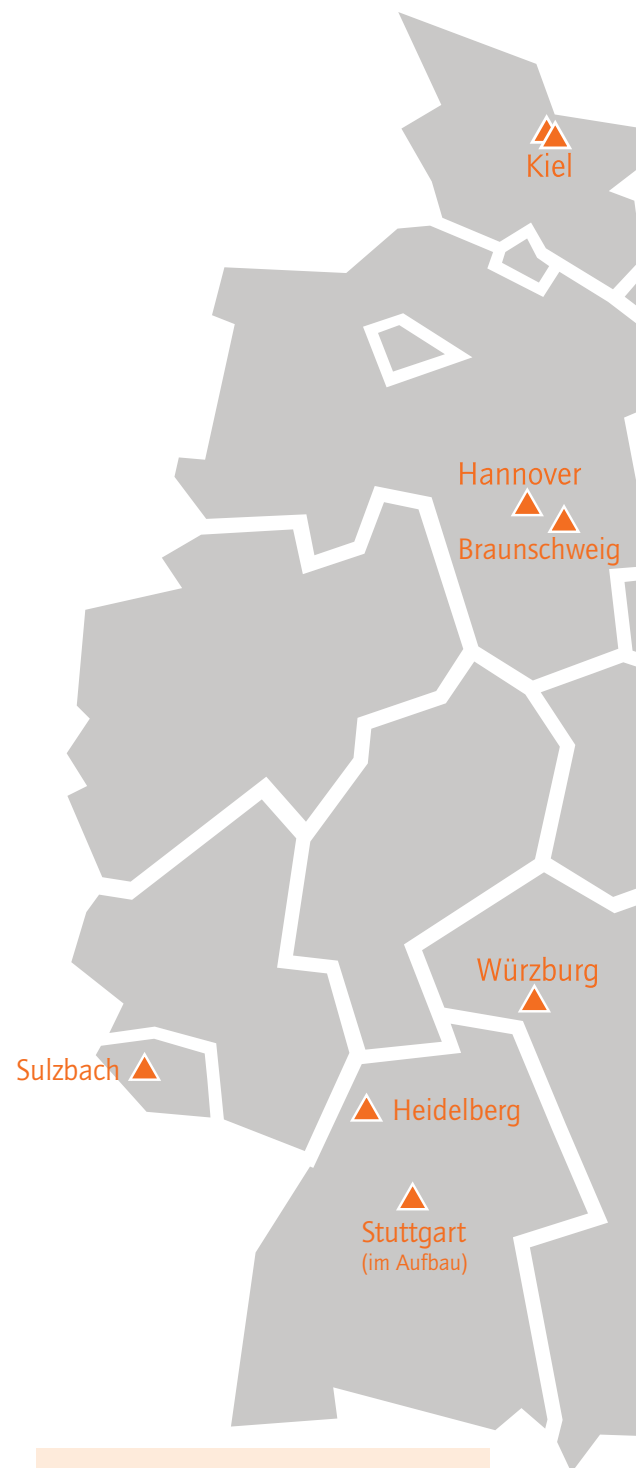 Kiel
Hannover
Braunschweig
Würzburg
Sulzbach
Heidelberg
Stuttgart
(im Aufbau)